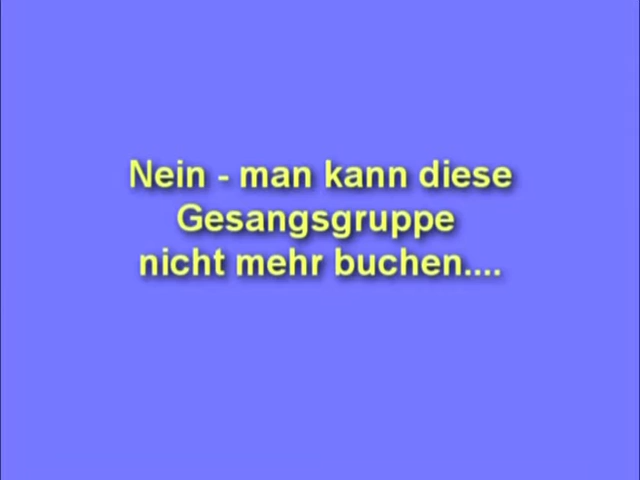 Nein - man kann diese
Gesangsgruppe
nicht mehr buchen....